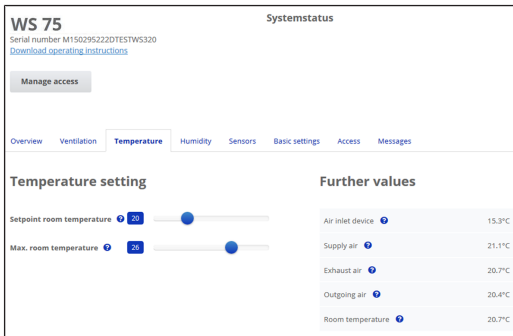 WS 75
Systemstatus
Serial number M150295222DTESTWS320
Download operating instructions
Manage access
Overview Ventilation Temperature Humidity Sensors Basic settings Access Messages
Temperature setting
Setpoint room temperature ? 20
Max. room temperature ? 26
Further values
Air inlet device ? 15.3°C
Supply air ? 21.1°C
Exhaust air ? 20.7°C
Outgoing air ? 20.4°C
Room temperature ? 20.7°C